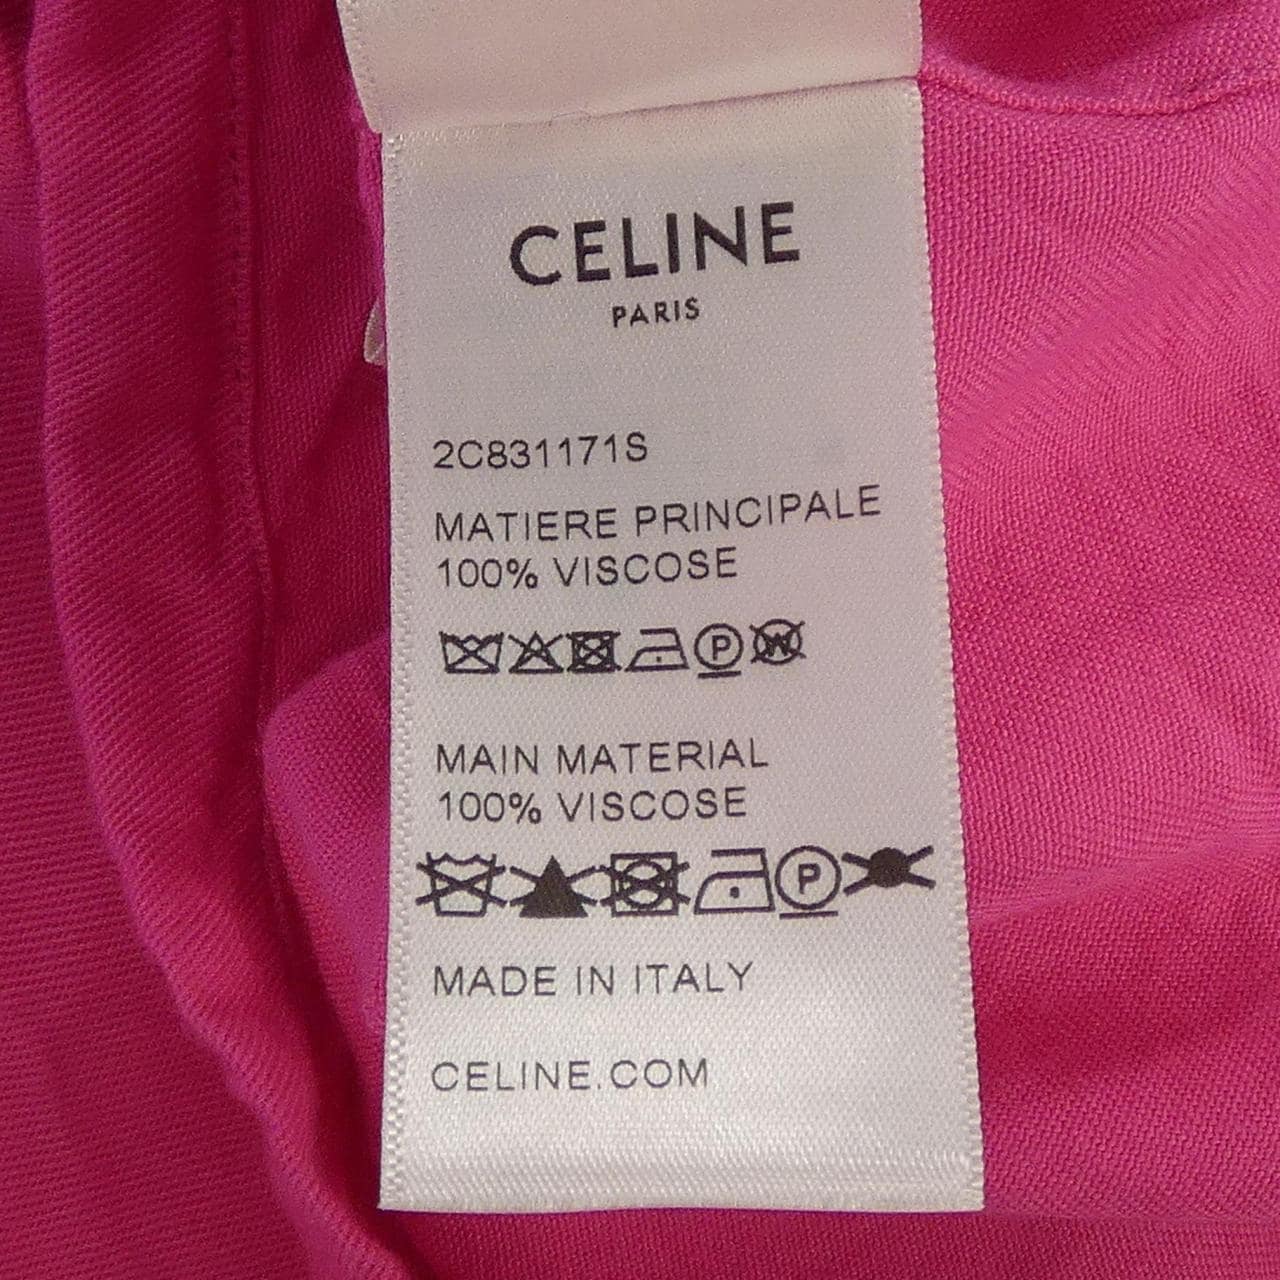 CELINE
PARIS
2C831171S
MATIERE PRINCIPALE
100% VISCOSE
P W
MAIN MATERIAL
100% VISCOSE
P
MADE IN ITALY
CELINE.COM